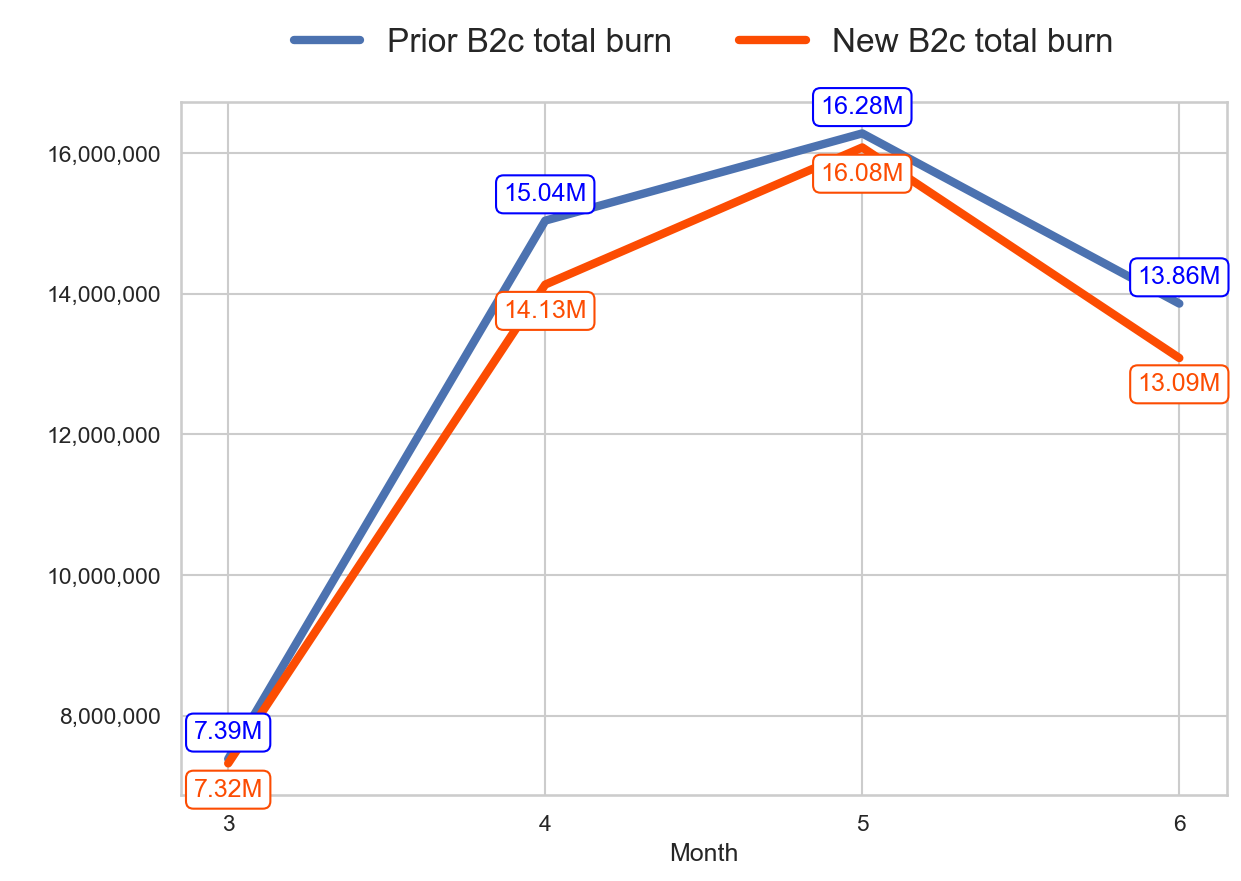 Prior B2c total burn New B2c total burn
16.28M
16,000,000
16.08M
15.04M
14,000,000
13.86M
14.13M
13.09M
12,000,000
10,000,000
8,000,000
7.39M
7.32M
3 4 5 6
Month